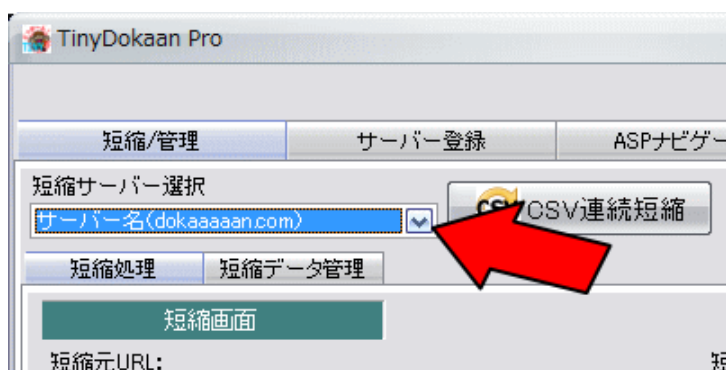 TinyDokaan Pro
短縮/管理 サーバー登録 ASPナビゲー
短縮サーバー選択
サーバー名(dokaaaaan.com) CSV連続短縮
短縮処理 短縮データ管理
短縮画面
短縮元URL: 短